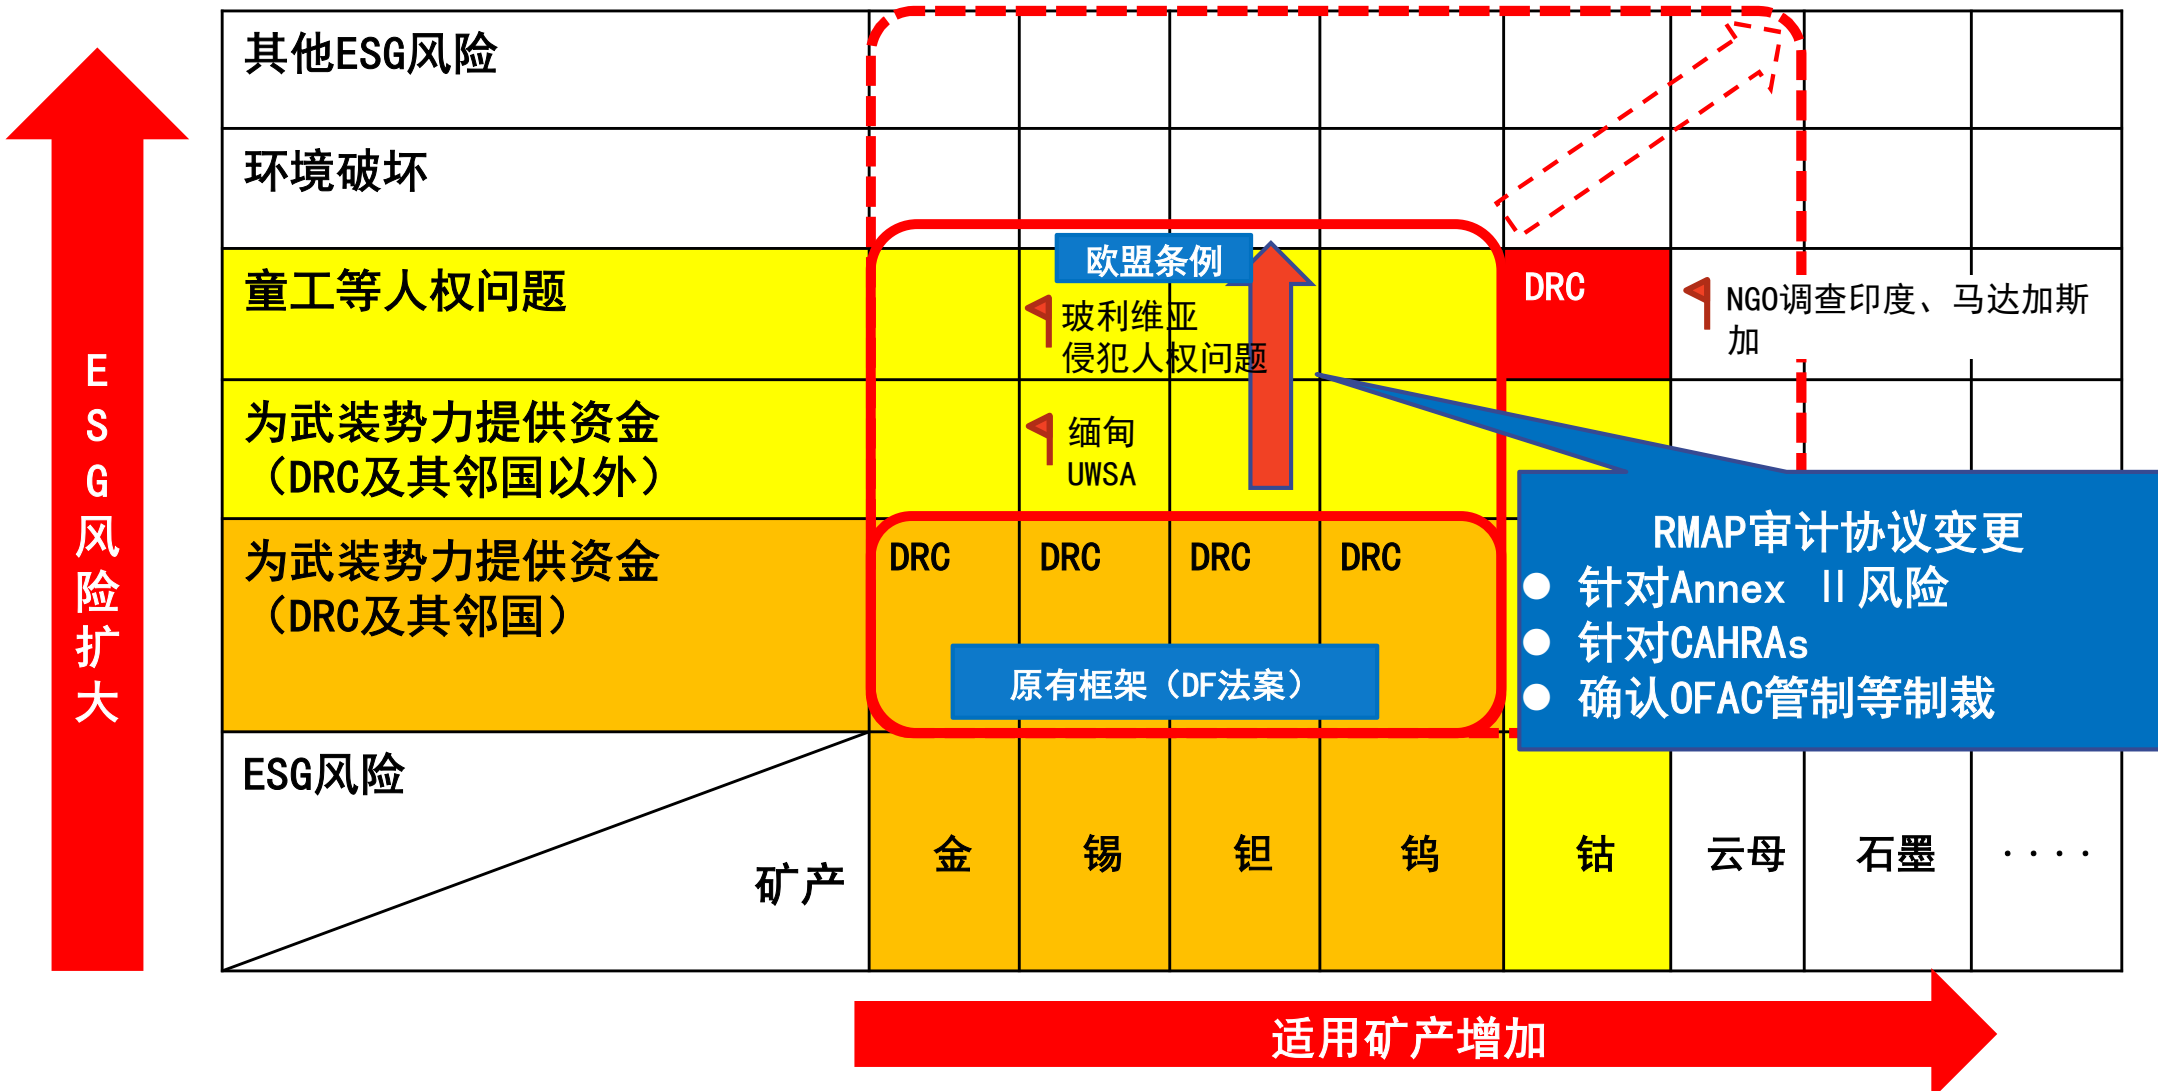 其他ESG风险
环境破坏
童工等人权问题
欧盟条例
玻利维亚
侵犯人权问题
DRC
NGO调查印度、马达加斯
加
为武装势力提供资金
（DRC及其邻国以外）
缅甸
UWSA
为武装势力提供资金
（DRC及其邻国）
DRC
DRC
DRC
DRC
原有框架（DF法案）
RMAP审计协议变更
● 针对Annex Ⅱ风险
● 针对CAHRAs
● 确认OFAC管制等制裁
ESG风险
矿产
金
锡
钽
钨
钴
云母
石墨
····
ESG风险扩大
适用矿产增加